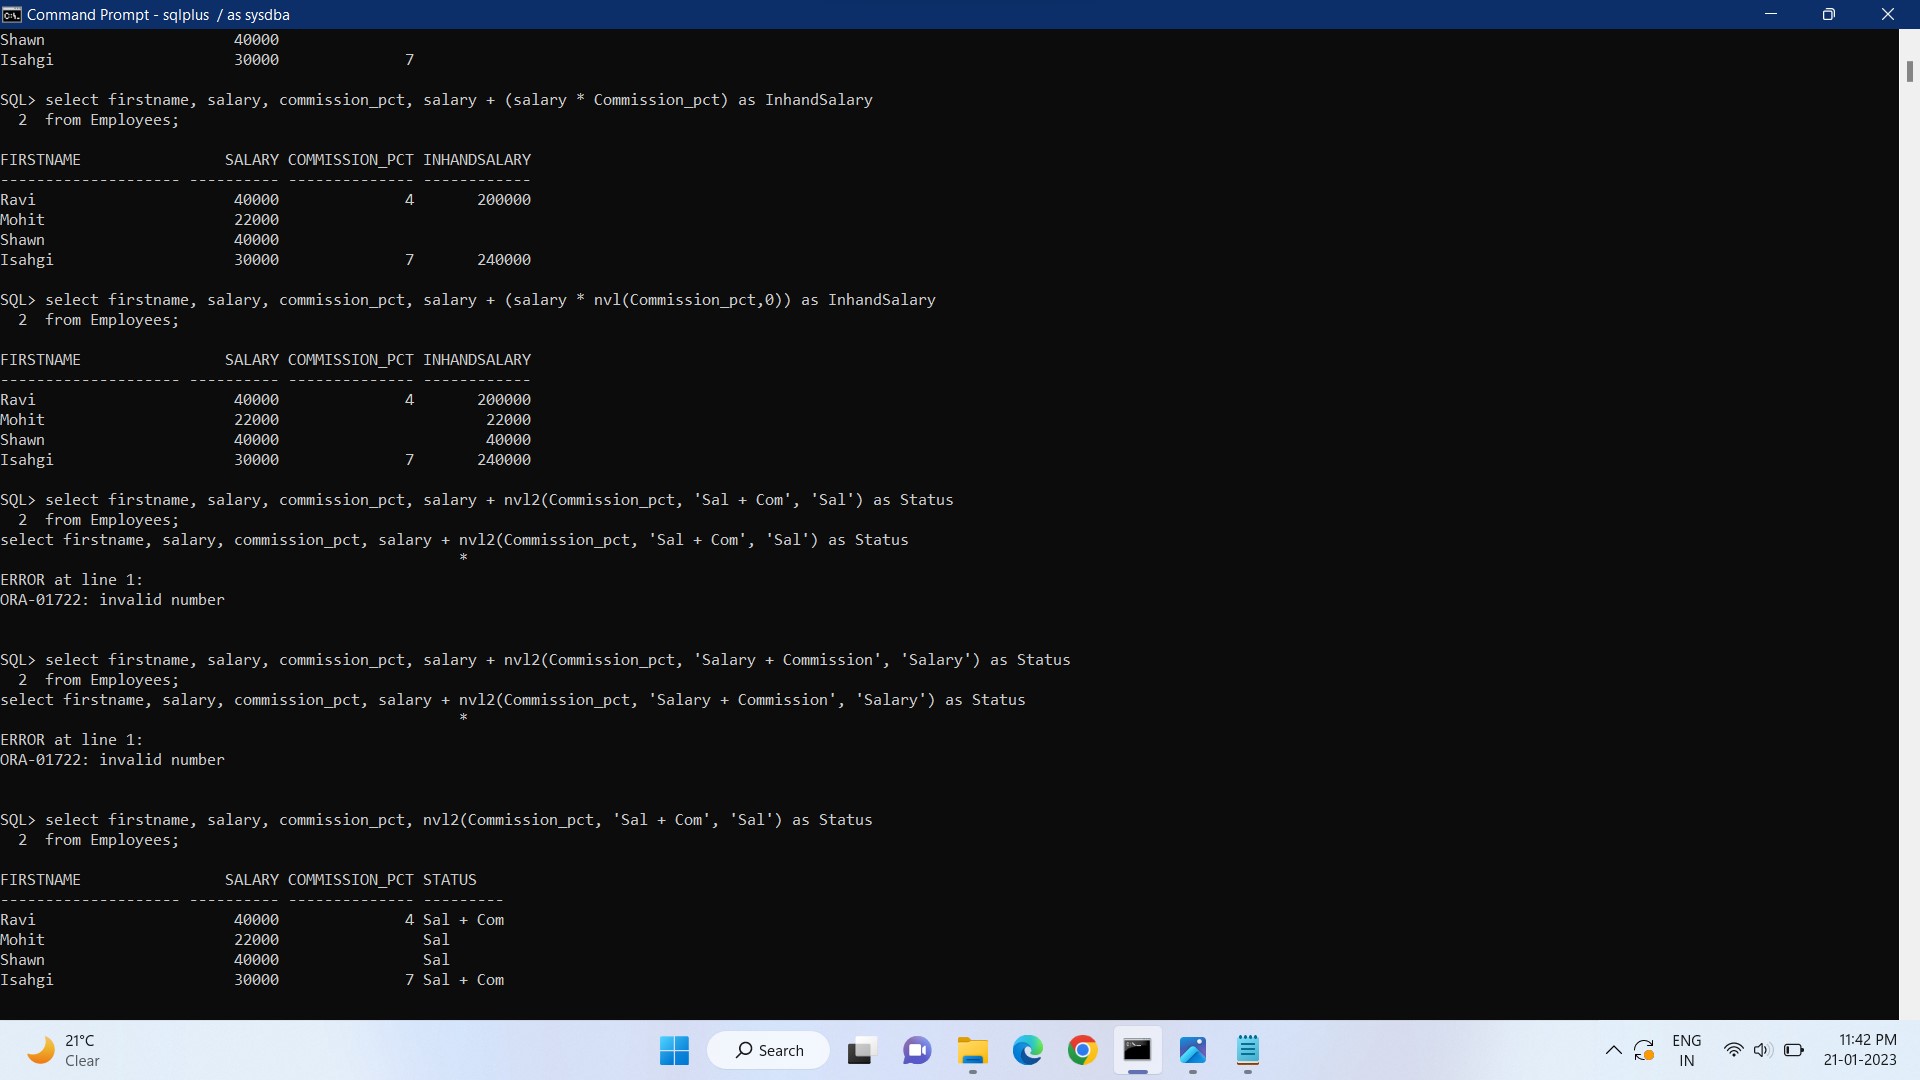 Command Prompt - sqlplus / as sysdba
Shawn                     40000
Isahgi                    30000              7
SQL> select firstname, salary, commission_pct, salary + (salary * Commission_pct) as InhandSalary
  2  from Employees;
FIRSTNAME                SALARY COMMISSION_PCT INHANDSALARY
-------------------- ---------- -------------- ------------
Ravi                      40000              4       200000
Mohit                     22000
Shawn                     40000
Isahgi                    30000              7       240000
SQL> select firstname, salary, commission_pct, salary + (salary * nvl(Commission_pct,0)) as InhandSalary
  2  from Employees;
FIRSTNAME                SALARY COMMISSION_PCT INHANDSALARY
-------------------- ---------- -------------- ------------
Ravi                      40000              4       200000
Mohit                     22000                       22000
Shawn                     40000                       40000
Isahgi                    30000              7       240000
SQL> select firstname, salary, commission_pct, salary + nvl2(Commission_pct, 'Sal + Com', 'Sal') as Status
  2  from Employees;
select firstname, salary, commission_pct, salary + nvl2(Commission_pct, 'Sal + Com', 'Sal') as Status
                                                   *
ERROR at line 1:
ORA-01722: invalid number
SQL> select firstname, salary, commission_pct, salary + nvl2(Commission_pct, 'Salary + Commission', 'Salary') as Status
  2  from Employees;
select firstname, salary, commission_pct, salary + nvl2(Commission_pct, 'Salary + Commission', 'Salary') as Status
                                                   *
ERROR at line 1:
ORA-01722: invalid number
SQL> select firstname, salary, commission_pct, nvl2(Commission_pct, 'Sal + Com', 'Sal') as Status
  2  from Employees;
FIRSTNAME                SALARY COMMISSION_PCT STATUS
-------------------- ---------- -------------- ---------
Ravi                      40000              4 Sal + Com
Mohit                     22000                Sal
Shawn                     40000                Sal
Isahgi                    30000              7 Sal + Com
21°C
Clear
Search
ENG
IN
11:42 PM
21-01-2023